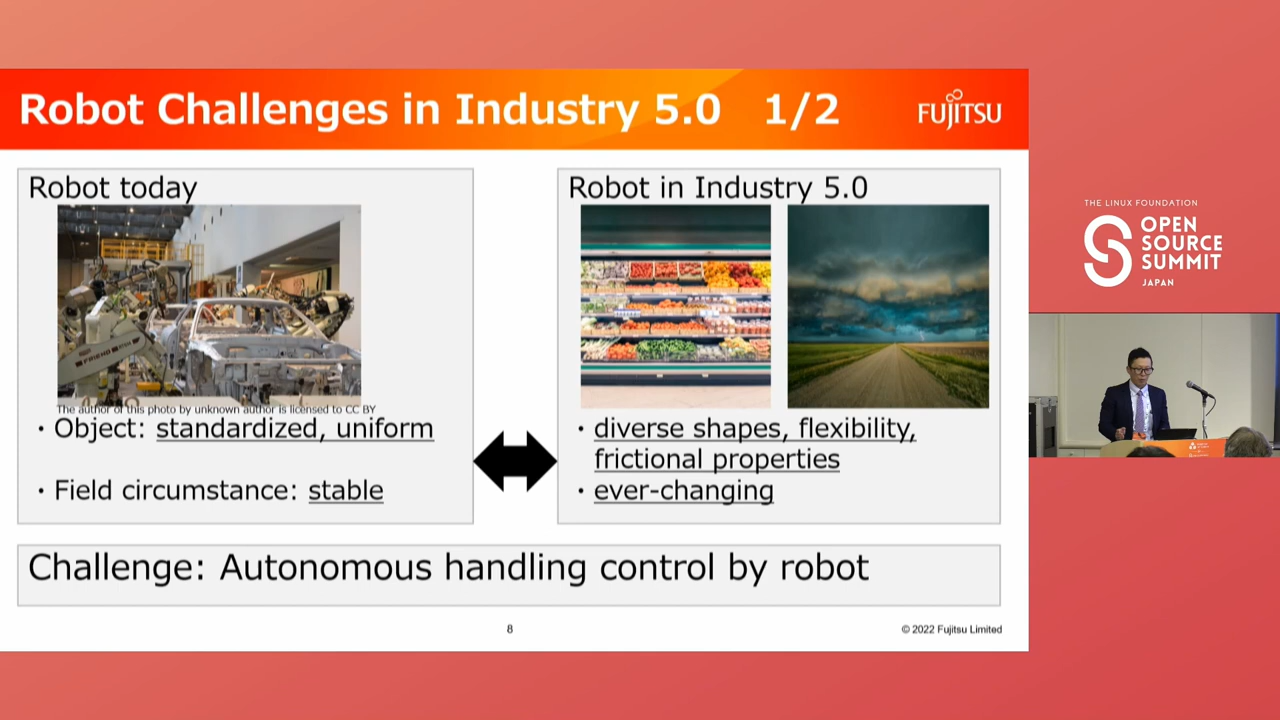 Robot Challenges in Industry 5.0 1/2
FUJITSU
Robot today
The author of this photo by unknown author is licensed to CC BY
・Object: standardized, uniform
・Field circumstance: stable
Robot in Industry 5.0
・diverse shapes, flexibility,
frictional properties
・ever-changing
Challenge: Autonomous handling control by robot
8
© 2022 Fujitsu Limited
THE LINUX FOUNDATION
OPEN
SOURCE
SUMMIT
JAPAN